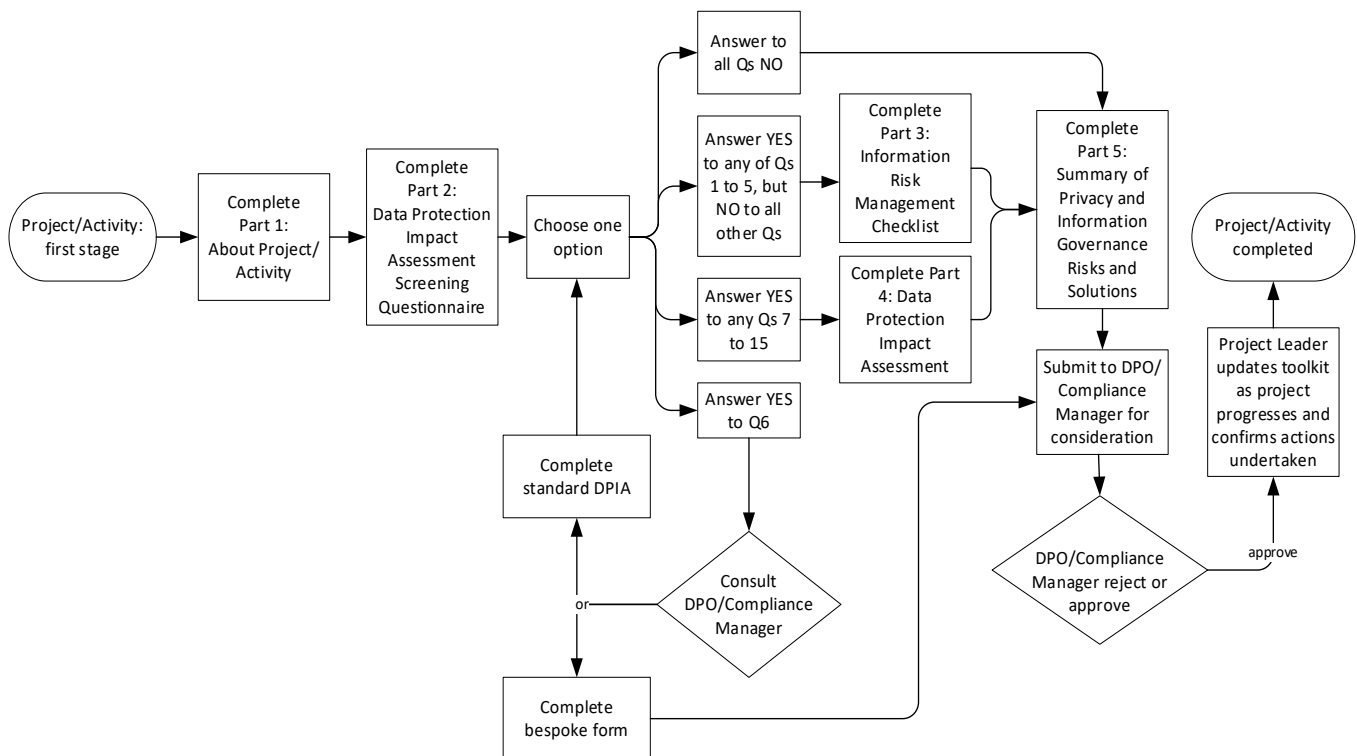 Project/Activity:
first stage
Complete
Part 1:
About Project/
Activity
Complete
Part 2:
Data Protection
Impact
Assessment
Screening
Questionnaire
Choose one
option
Answer to
all Qs NO
Answer YES
to any of Qs
1 to 5, but
NO to all
other Qs
Complete
Part 3:
Information
Risk
Management
Checklist
Answer YES
to any Qs 7
to 15
Complete Part
4: Data
Protection
Impact
Assessment
Answer YES
to Q6
Complete
standard DPIA
or
Consult
DPO/Compliance
Manager
Complete
bespoke form
Complete
Part 5:
Summary of
Privacy and
Information
Governance
Risks and
Solutions
Submit to DPO/
Compliance
Manager for
consideration
DPO/Compliance
Manager reject or
approve
approve
Project Leader
updates toolkit
as project
progresses and
confirms actions
undertaken
Project/Activity
completed